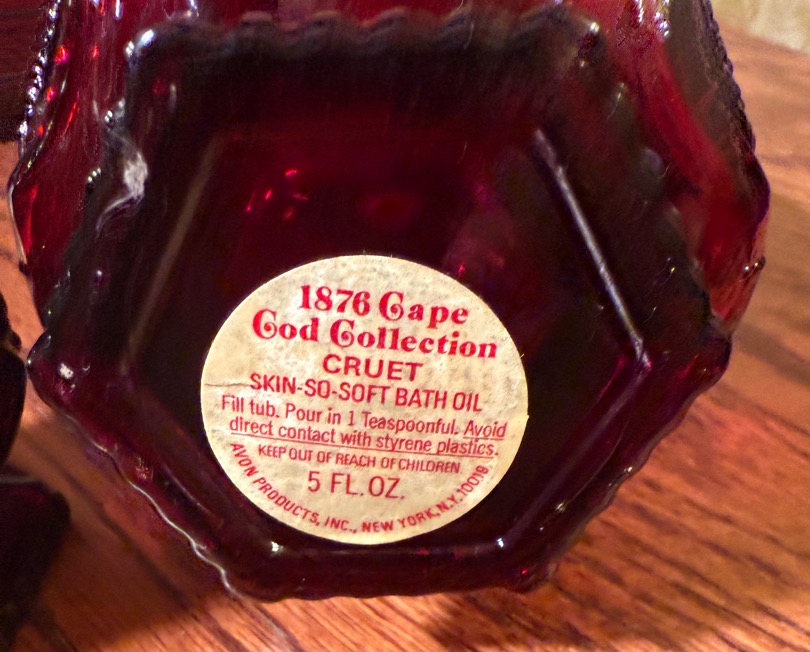 1876 Cape
Cod Collection
CRUET
SKIN-SO-SOFT BATH OIL
Fill tub. Pour in 1 Teaspoonful. Avoid
direct contact with styrene plastics.
KEEP OUT OF REACH OF CHILDREN
5 FL. OZ.
AVON PRODUCTS, INC., NEW YORK, N.Y. 10019